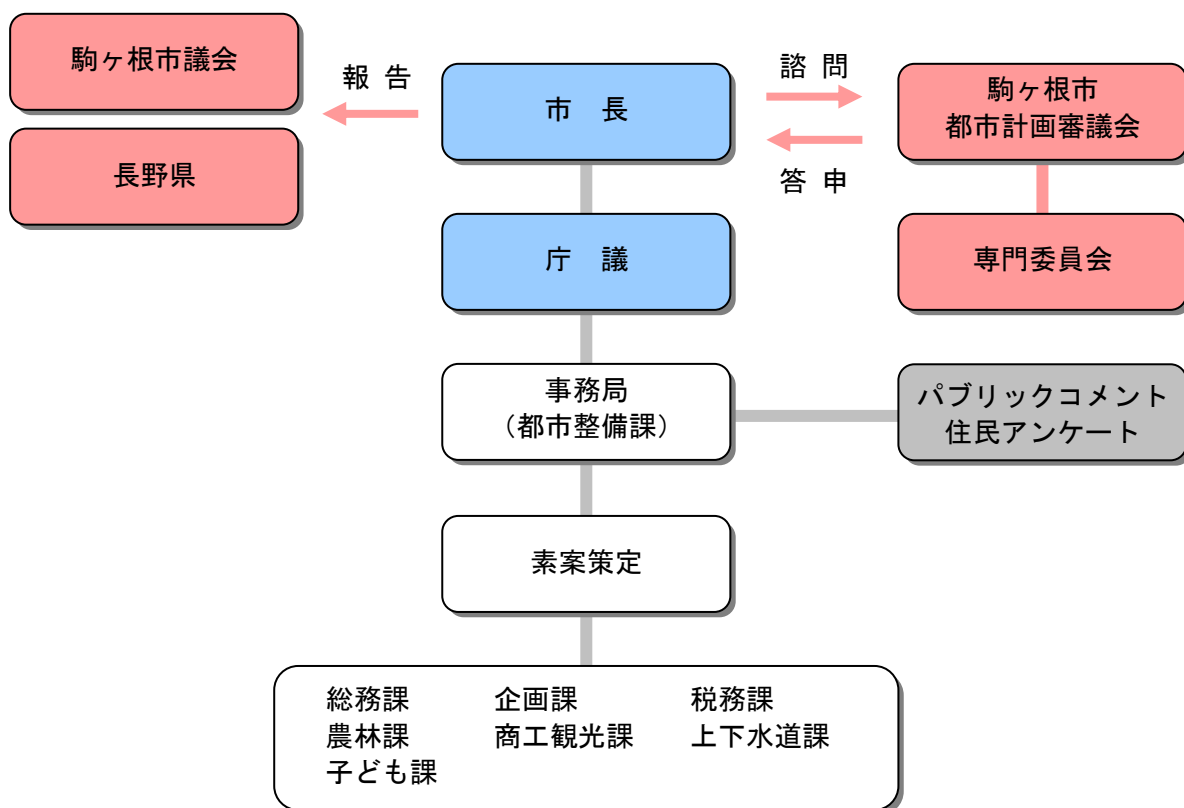 駒ヶ根市議会
長野県
報 告
市　長
諮 問
答 申
駒ヶ根市
都市計画審議会
専門委員会
庁　議
事務局
（都市整備課）
パブリックコメント
住民アンケート
素案策定
総務課　企画課　税務課
農林課　商工観光課　上下水道課
子ども課